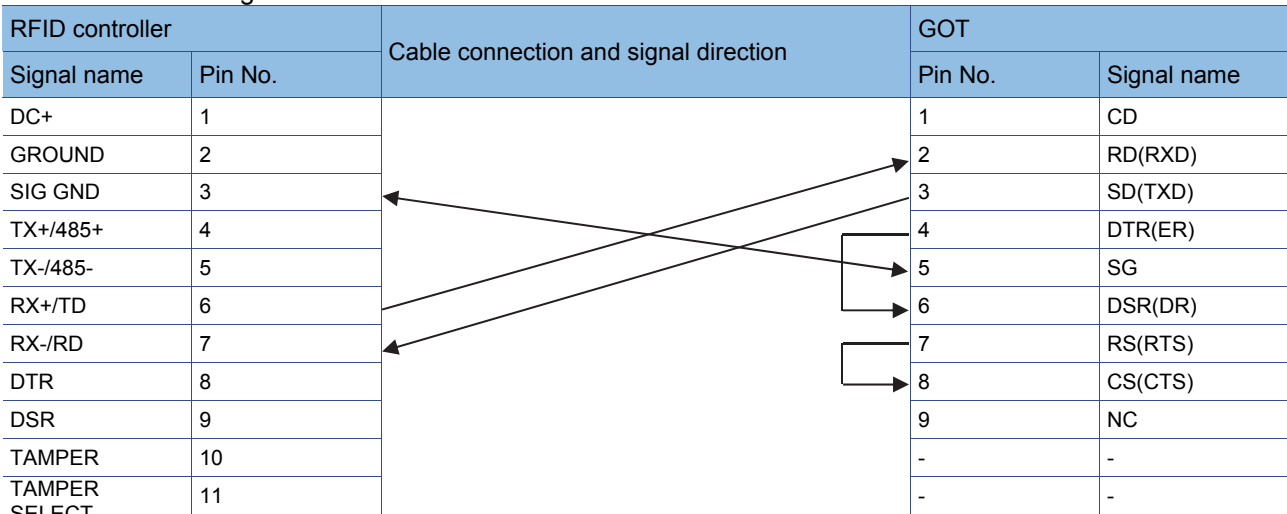 RFID controller Cable connection and signal direction GOT
Signal name Pin No. Pin No. Signal name
DC+ 1 1 CD
GROUND 2 2 RD(RXD)
SIG GND 3 3 SD(TXD)
TX+/485+ 4 4 DTR(ER)
TX-/485- 5 5 SG
RX+/TD 6 6 DSR(DR)
RX-/RD 7 7 RS(RTS)
DTR 8 8 CS(CTS)
DSR 9 9 NC
TAMPER 10 - -
TAMPER 11 - -
SELECT